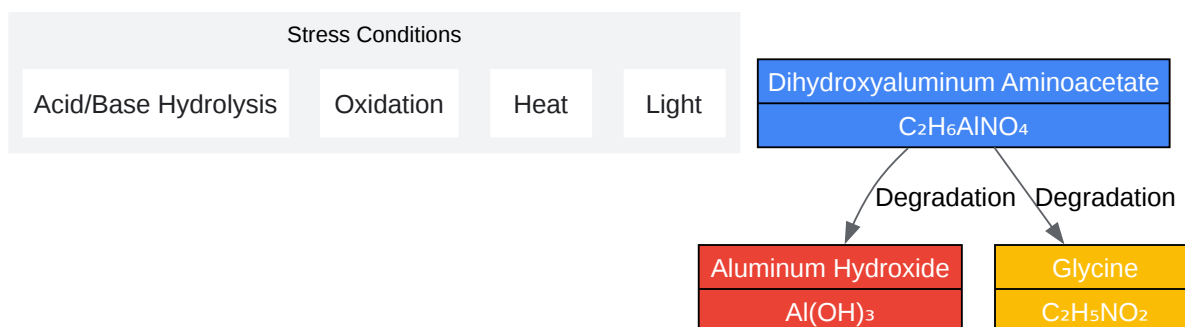 Stress Conditions
Acid/Base Hydrolysis
Oxidation
Heat
Light
Dihydroxyaluminum Aminoacetate
C₂H₆AlNO₄
Degradation
Degradation
Aluminum Hydroxide
Al(OH)₃
Glycine
C₂H₅NO₂